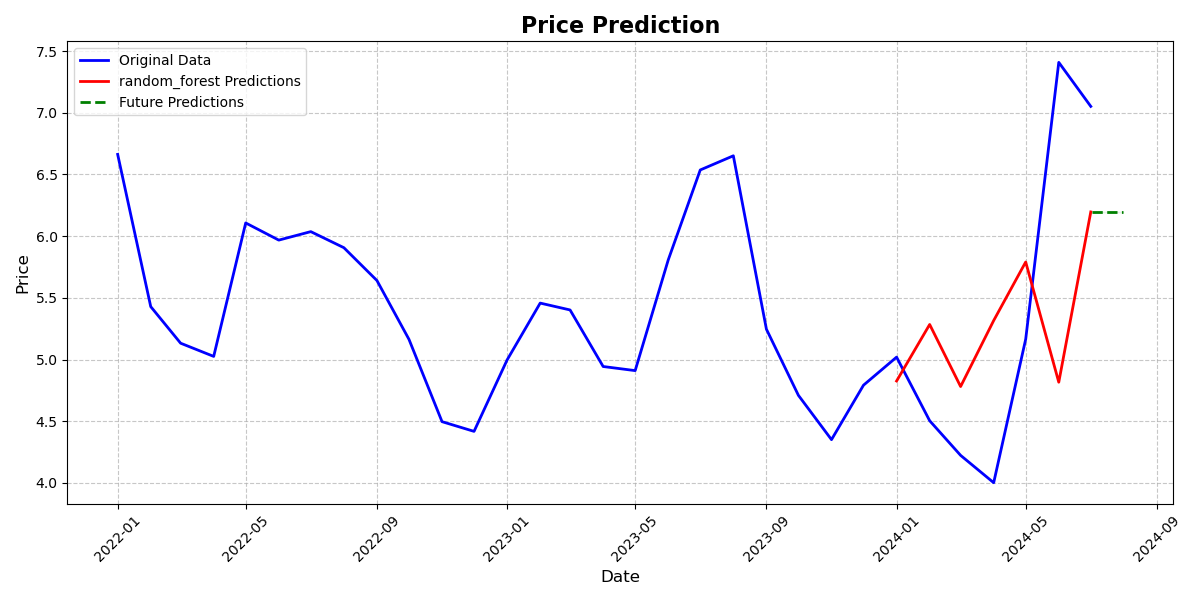 Price Prediction
Original Data
random_forest Predictions
Future Predictions
Price
7.5
7.0
6.5
6.0
5.5
5.0
4.5
4.0
2022-01
2022-05
2022-09
2023-01
2023-05
2023-09
2024-01
2024-05
2024-09
Date